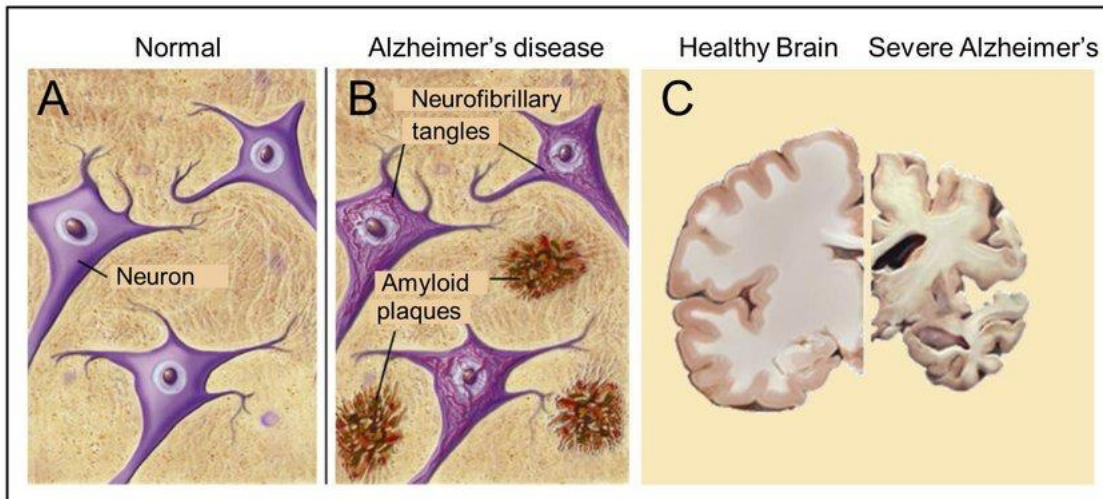 Normal
Alzheimer’s disease
Healthy Brain
Severe Alzheimer’s
A
B
C
Neurofibrillary
tangles
Neuron
Amyloid
plaques